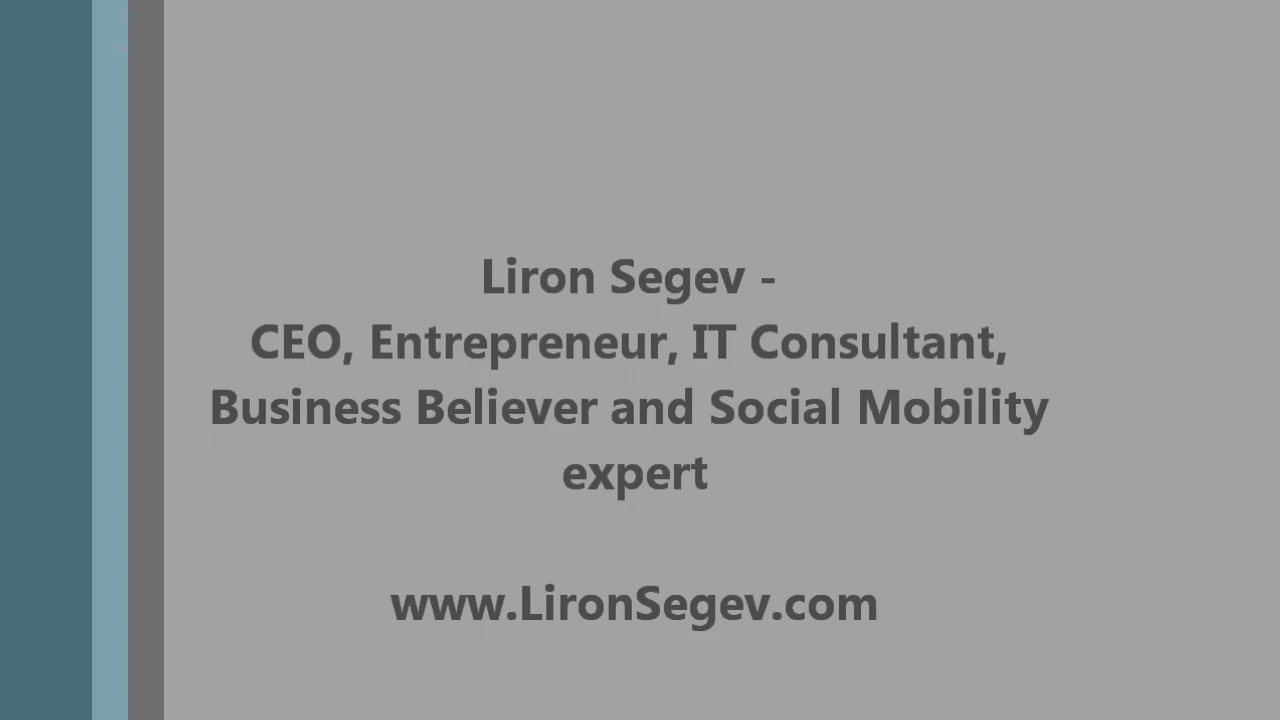 Liron Segev -
CEO, Entrepreneur, IT Consultant,
Business Believer and Social Mobility
expert
www.LironSegev.com